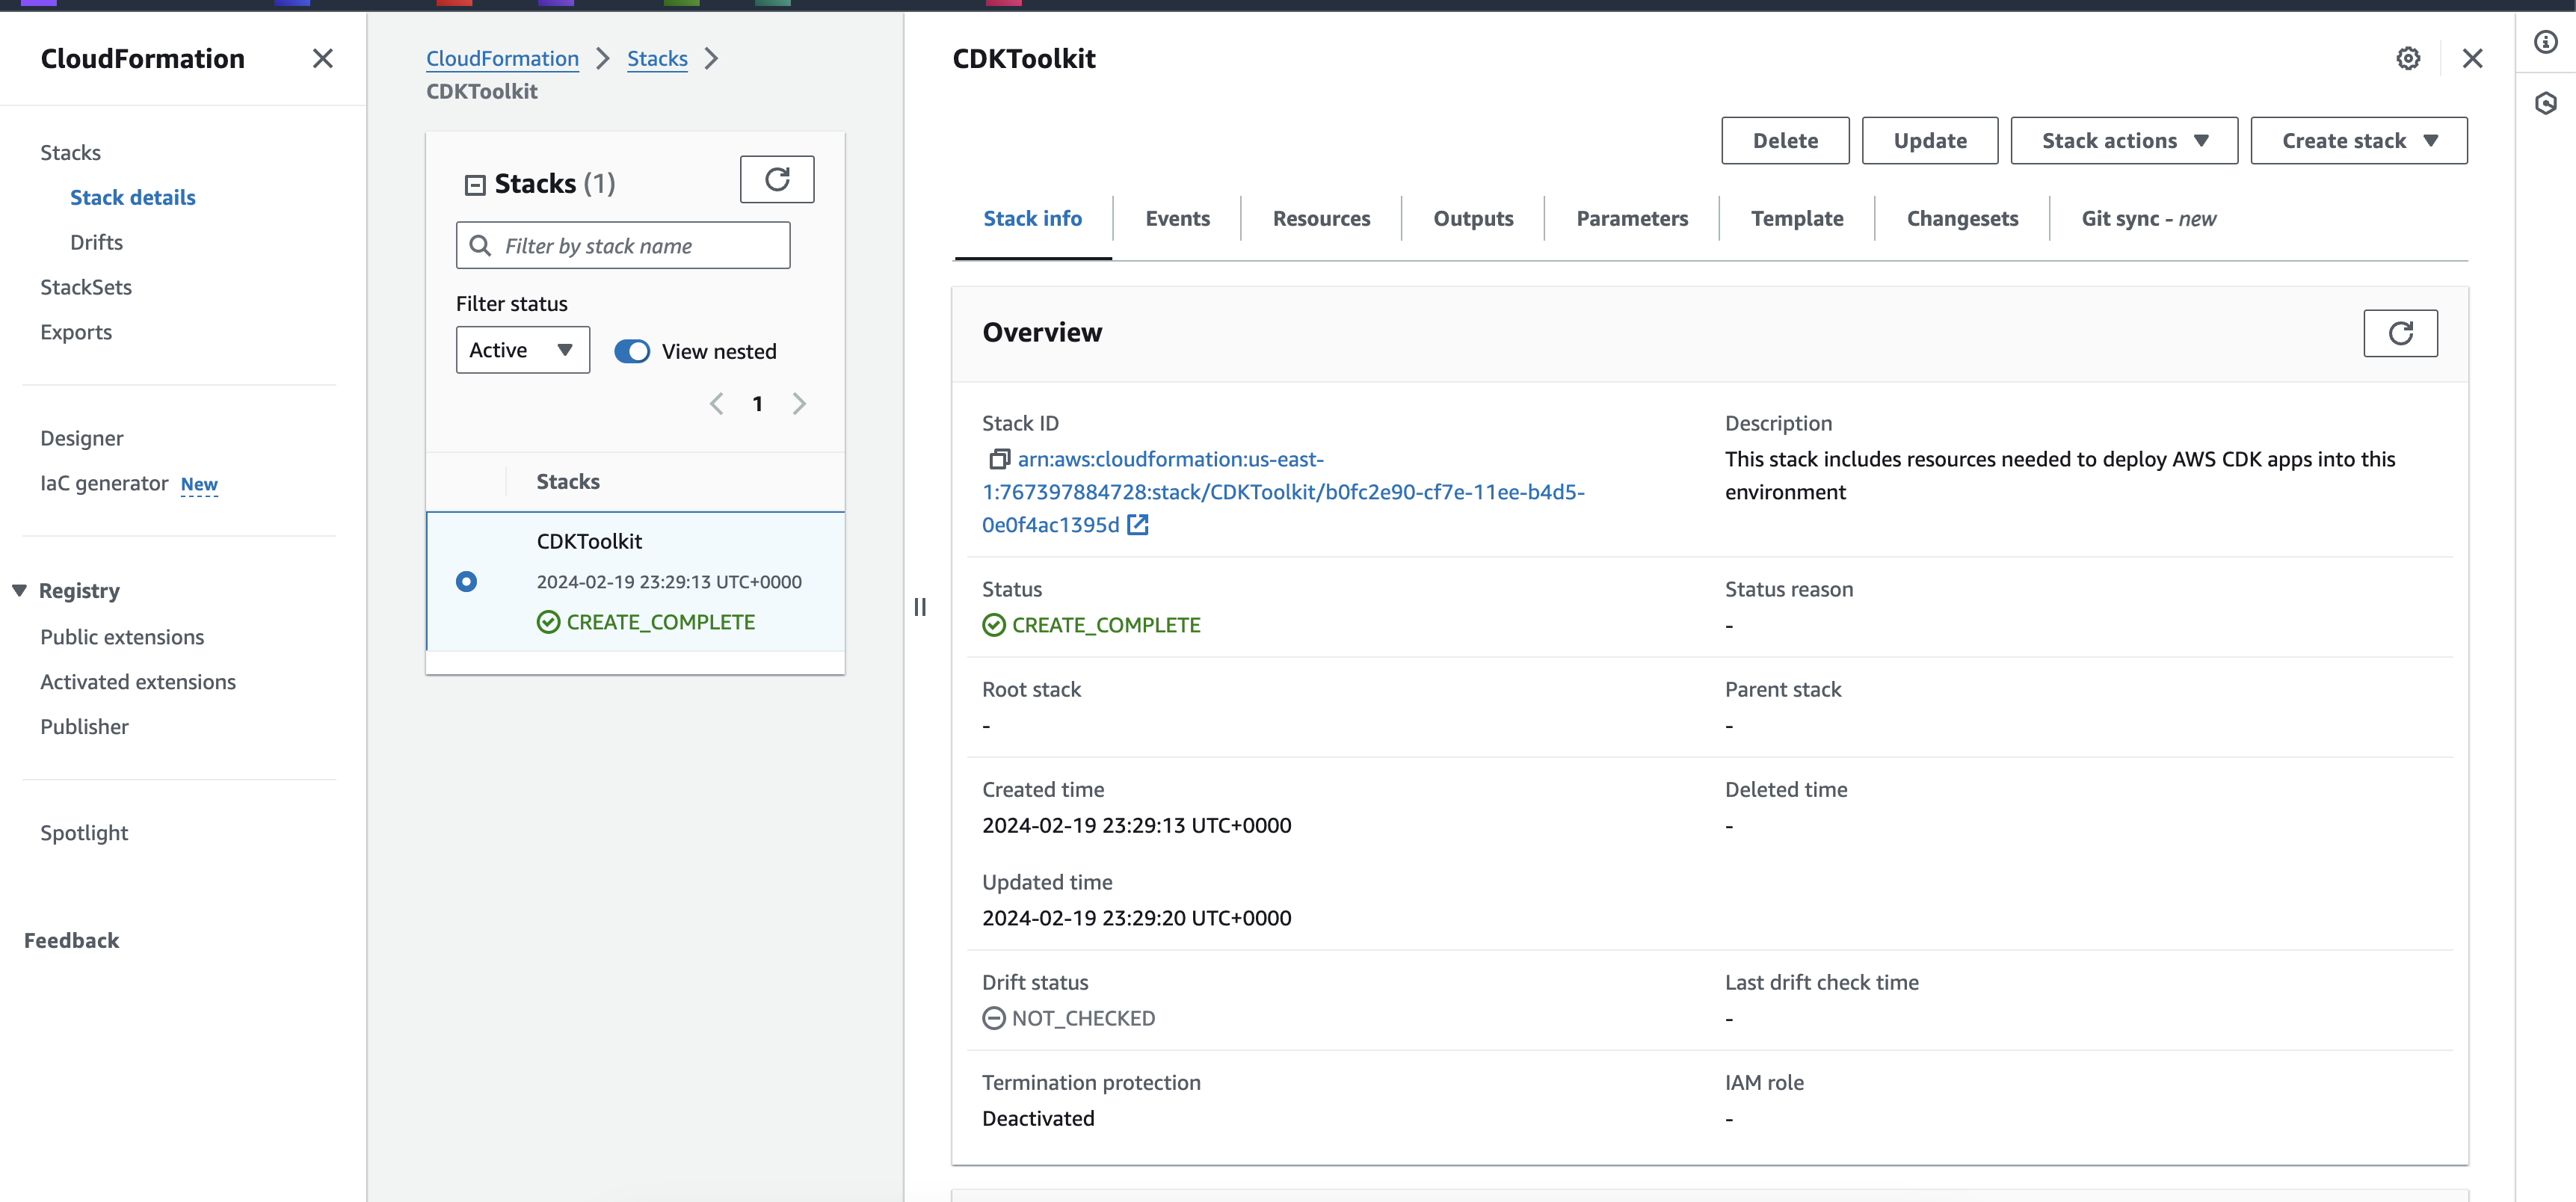 CloudFormation
Stacks
Stack details
Drifts
StackSets
Exports
Designer
IaC generator New
Registry
Public extensions
Activated extensions
Publisher
Spotlight
Feedback
CloudFormation > Stacks >
CDKToolkit
Stacks (1)
Filter by stack name
Filter status
Active
View nested
1
Stacks
CDKToolkit
2024-02-19 23:29:13 UTC+0000
CREATE_COMPLETE
CDKToolkit
Delete
Update
Stack actions
Create stack
Stack info
Events
Resources
Outputs
Parameters
Template
Changesets
Git sync - new
Overview
Stack ID
arn:aws:cloudformation:us-east-
1:767397884728:stack/CDKToolkit/b0fc2e90-cf7e-11ee-b4d5-
0e0f4ac1395d
Description
This stack includes resources needed to deploy AWS CDK apps into this
environment
Status
CREATE_COMPLETE
Status reason
-
Root stack
-
Parent stack
-
Created time
2024-02-19 23:29:13 UTC+0000
Deleted time
-
Updated time
2024-02-19 23:29:20 UTC+0000
Drift status
NOT_CHECKED
Last drift check time
-
Termination protection
Deactivated
IAM role
-